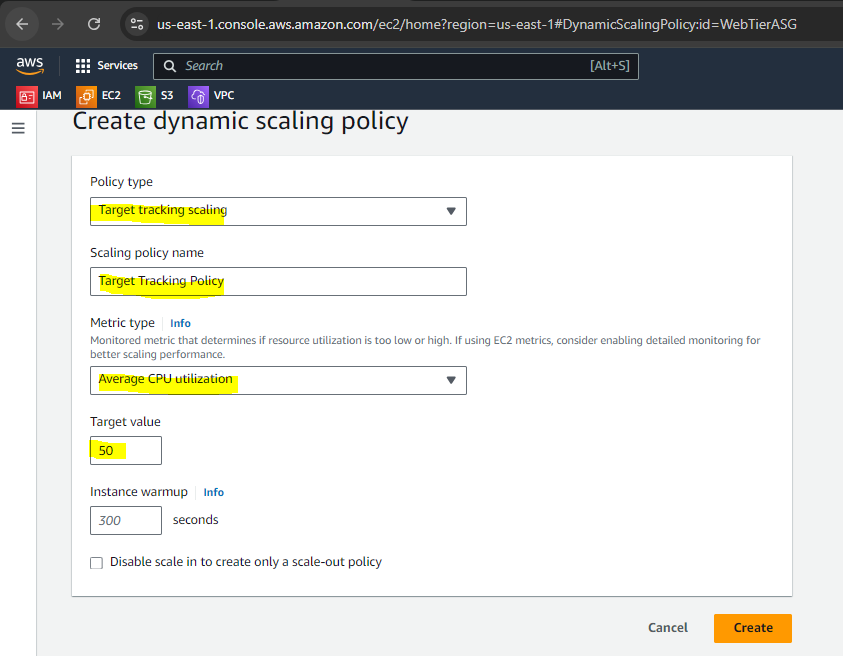 us-east-1.console.aws.amazon.com/ec2/home?region=us-east-1#DynamicScalingPolicy:id=WebTierASG
aws
Services
Search
[Alt+S]
IAM
EC2
S3
VPC
Create dynamic scaling policy
Policy type
Target tracking scaling
Scaling policy name
Target Tracking Policy
Metric type
Info
Monitored metric that determines if resource utilization is too low or high. If using EC2 metrics, consider enabling detailed monitoring for
better scaling performance.
Average CPU utilization
Target value
50
Instance warmup
Info
300
seconds
Disable scale in to create only a scale-out policy
Cancel
Create